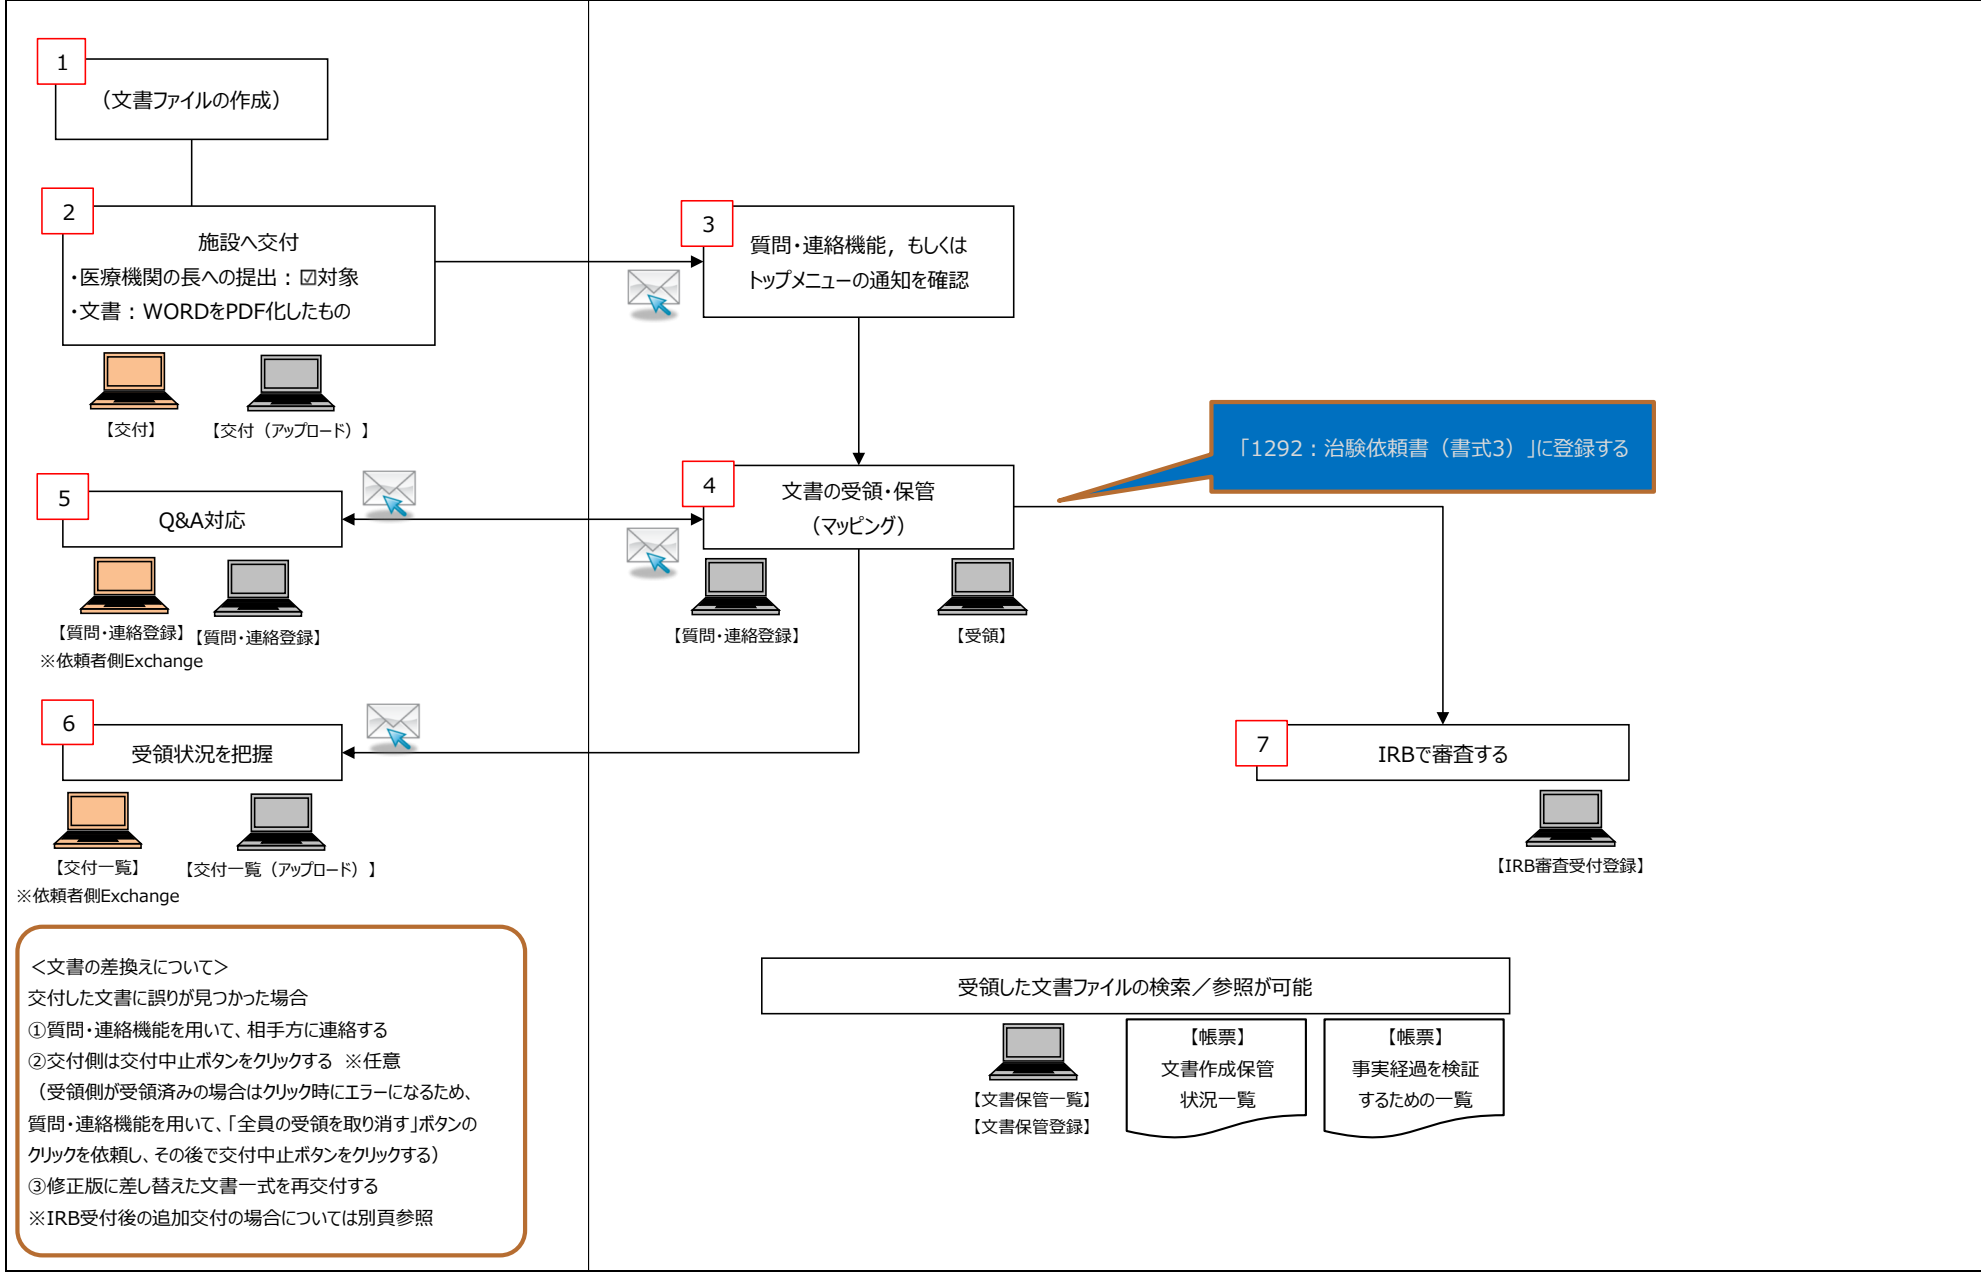 1
（文書ファイルの作成）
2
施設へ交付
・医療機関の長への提出：☑対象
・文書：WORDをPDF化したもの
【交付】
【交付（アップロード）】
3
質問・連絡機能，もしくは
トップメニューの通知を確認
「1292：治験依頼書（書式3）」に登録する
4
文書の受領・保管
（マッピング）
【質問・連絡登録】
【受領】
5
Q&A対応
【質問・連絡登録】
【質問・連絡登録】
※依頼者側Exchange
6
受領状況を把握
【交付一覧】
【交付一覧（アップロード）】
※依頼者側Exchange
7
IRBで審査する
【IRB審査受付登録】
＜文書の差換えについて＞
交付した文書に誤りが見つかった場合
①質問・連絡機能を用いて、相手方に連絡する
②交付側は交付中止ボタンをクリックする ※任意
（受領側が受領済みの場合はクリック時にエラーになるため、
質問・連絡機能を用いて、「全員の受領を取り消す」ボタンの
クリックを依頼し、その後で交付中止ボタンをクリックする）
③修正版に差し替えた文書一式を再交付する
※IRB受付後の追加交付の場合については別頁参照
受領した文書ファイルの検索／参照が可能
【文書保管一覧】
【文書保管登録】
【帳票】
文書作成保管
状況一覧
【帳票】
事実経過を検証
するための一覧